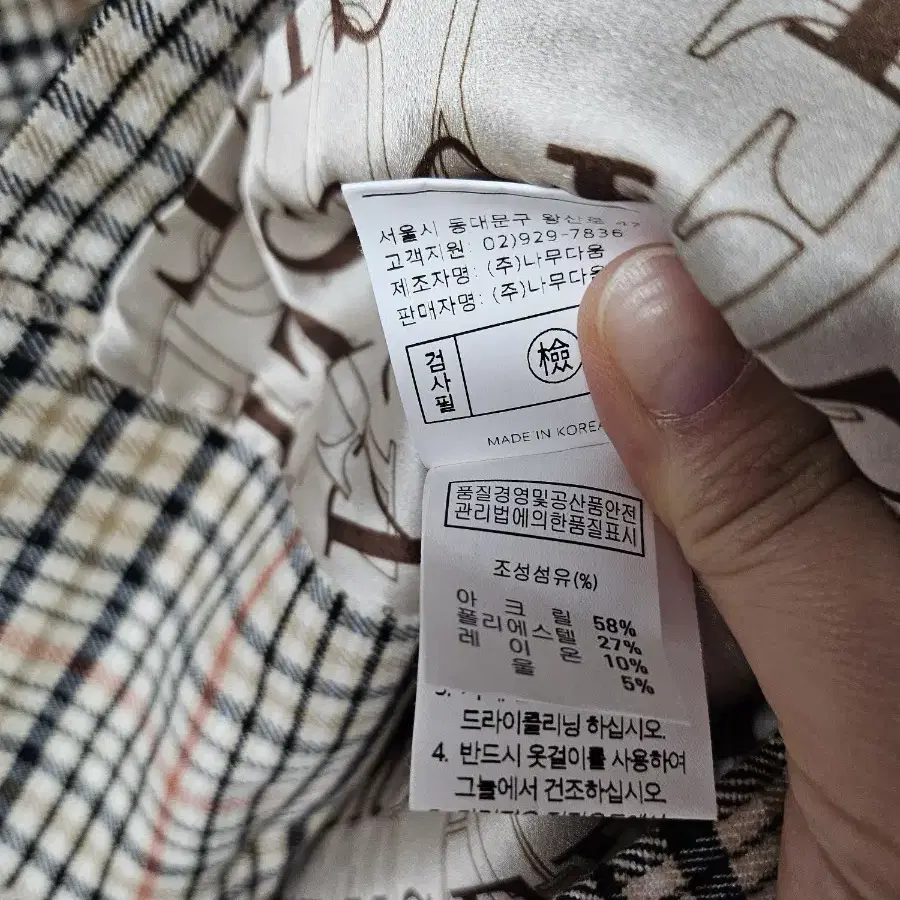 서울시 동대문구 왕산로 47
고객지원: 02)929-7836
제조자명: (주)나무다움
판매자명: (주)나무다움
검사필
檢
MADE IN KOREA
품질경영및공산품안전
관리법에의한품질표시
조성섬유(%)
아크릴 58%
폴리에스텔 27%
레이온 10%
울 5%
드라이클리닝 하십시오.
4. 반드시 옷걸이를 사용하여
그늘에서 건조하십시오